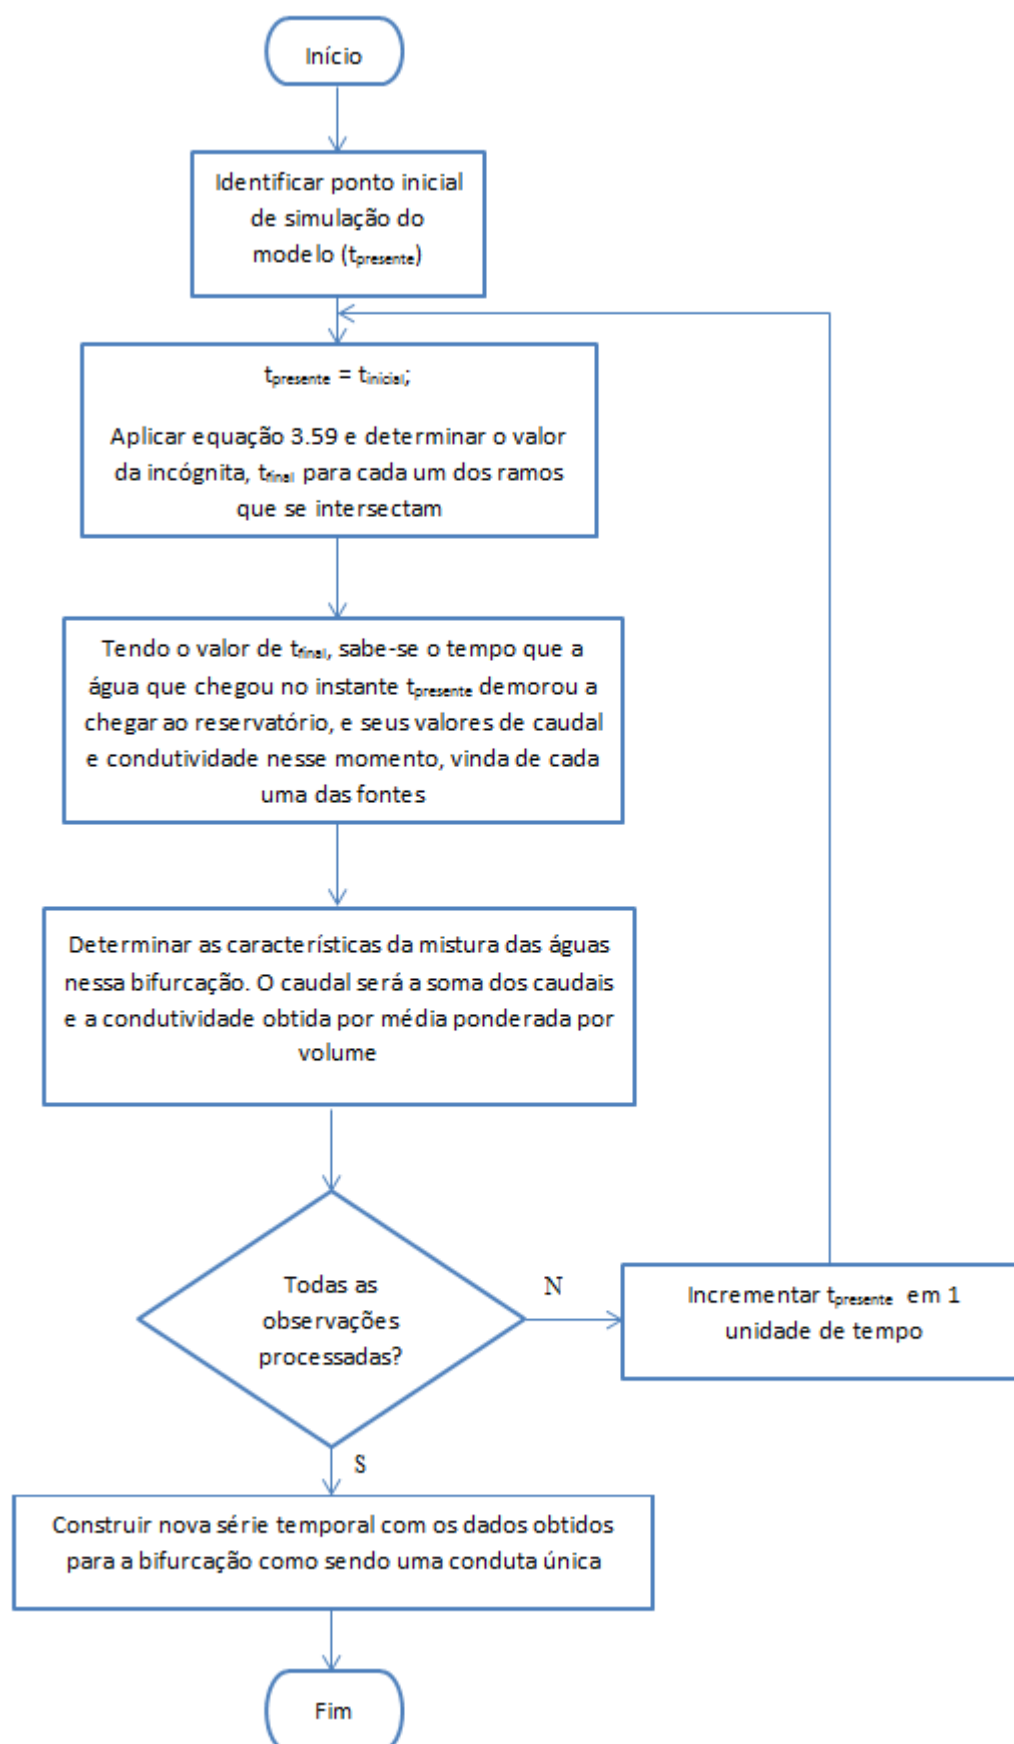 Início
Identificar ponto inicial
de simulação do
modelo (tpresente)
tpresente = tinicial;
Aplicar equação 3.59 e determinar o valor
da incógnita, tfinal para cada um dos ramos
que se intersectam
Tendo o valor de tfinal, sabe-se o tempo que a
água que chegou no instante tpresente demorou a
chegar ao reservatório, e seus valores de caudal
e condutividade nesse momento, vinda de cada
uma das fontes
Determinar as características da mistura das águas
nessa bifurcação. O caudal será a soma dos caudais
e a condutividade obtida por média ponderada por
volume
Todas as
observações
processadas?
N
Incrementar tpresente em 1
unidade de tempo
S
Construir nova série temporal com os dados obtidos
para a bifurcação como sendo uma conduta única
Fim